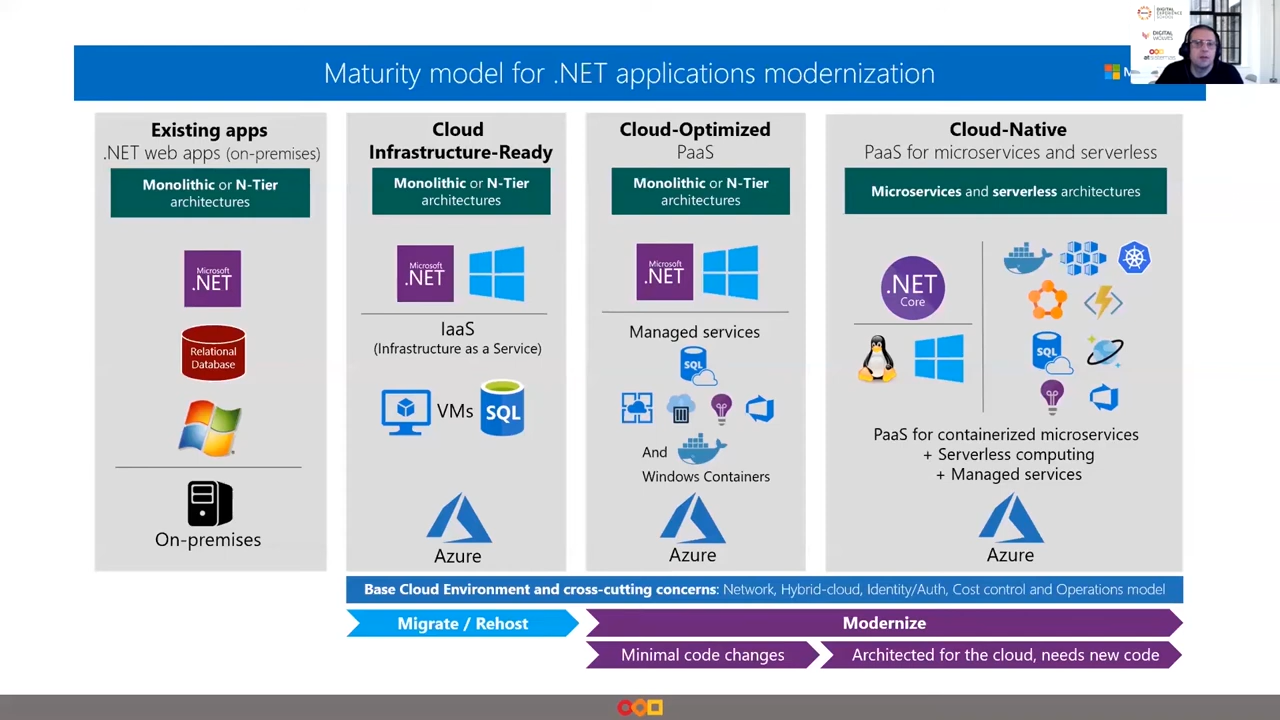 Maturity model for .NET applications modernization
DIGITAL EXPERIENCE
SCHOOL
DIGITAL
Existing apps
.NET web apps (on-premises)
Monolithic or N-Tier
architectures
Microsoft
.NET
Relational
Database
On-premises
Cloud
Infrastructure-Ready
Monolithic or N-Tier
architectures
Microsoft
.NET
IaaS
(Infrastructure as a Service)
VMs
SQL
Azure
Cloud-Optimized
PaaS
Monolithic or N-Tier
architectures
Microsoft
.NET
Managed services
SQL
And
Windows Containers
Azure
Cloud-Native
PaaS for microservices and serverless
Microservices and serverless architectures
.NET
Core
SQL
PaaS for containerized microservices
+ Serverless computing
+ Managed services
Azure
Base Cloud Environment and cross-cutting concerns: Network, Hybrid-cloud, Identity/Auth, Cost control and Operations model
Migrate / Rehost
Modernize
Minimal code changes
Architected for the cloud, needs new code